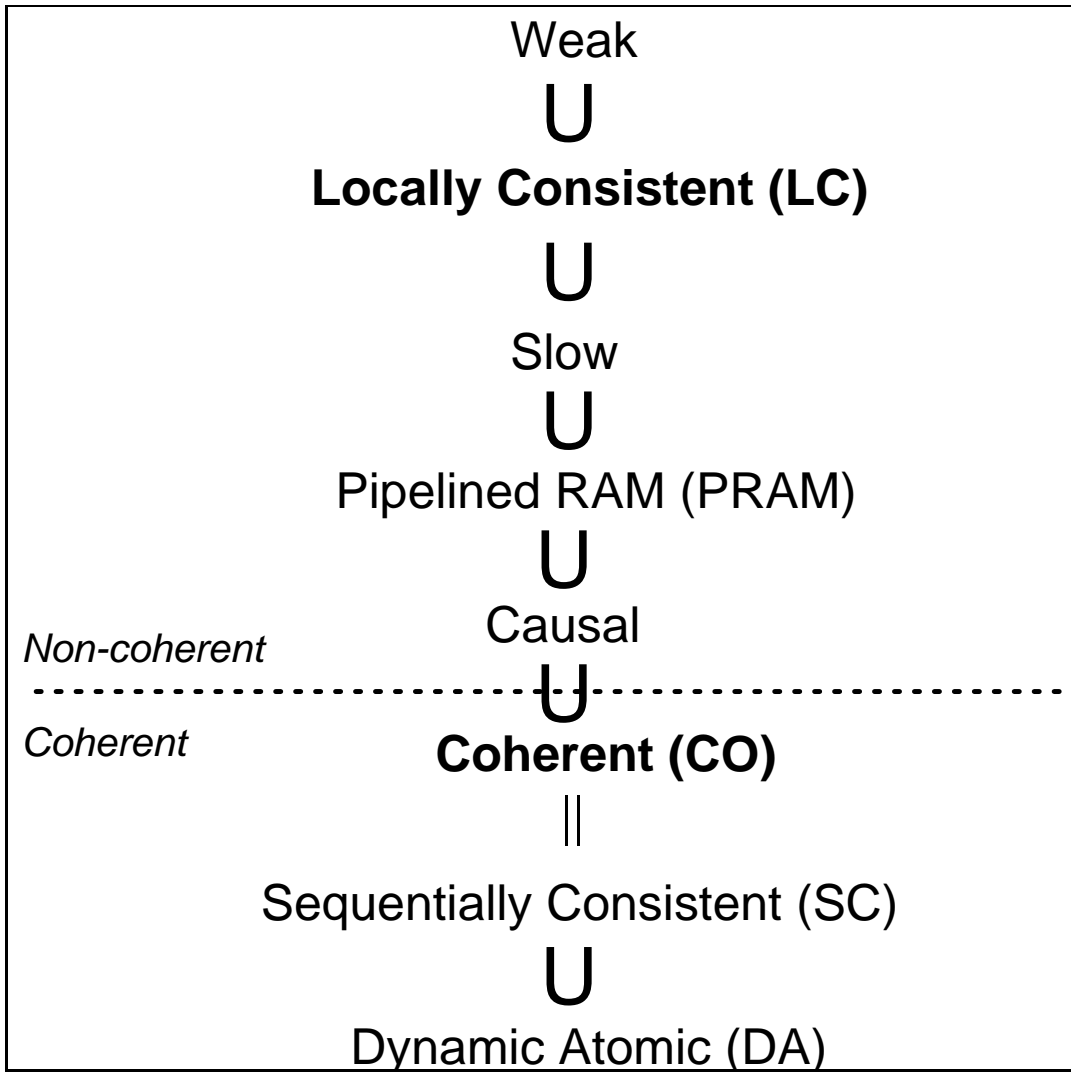 Weak
∪
Locally Consistent (LC)
∪
Slow
∪
Pipelined RAM (PRAM)
∪
Causal
Non-coherent
∪
Coherent
Coherent (CO)
||
Sequentially Consistent (SC)
∪
Dynamic Atomic (DA)